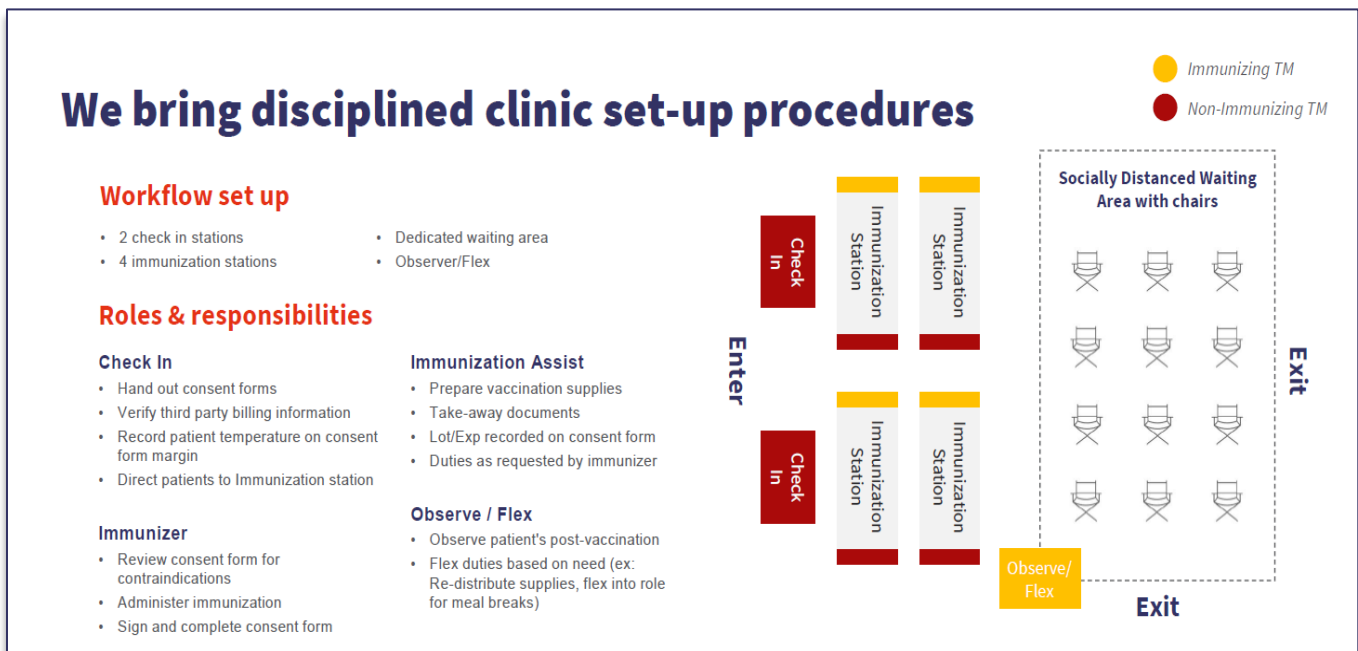 We bring disciplined clinic set-up procedures
Immunizing TM
Non-Immunizing TM
Workflow set up
• 2 check in stations
• 4 immunization stations
• Dedicated waiting area
• Observer/Flex
Roles & responsibilities
Check In
• Hand out consent forms
• Verify third party billing information
• Record patient temperature on consent
form margin
• Direct patients to Immunization station
Immunizer
• Review consent form for
contraindications
• Administer immunization
• Sign and complete consent form
Immunization Assist
• Prepare vaccination supplies
• Take-away documents
• Lot/Exp recorded on consent form
• Duties as requested by immunizer
Observe / Flex
• Observe patient's post-vaccination
• Flex duties based on need (ex:
Re-distribute supplies, flex into role
for meal breaks)
Enter
Check
In
Immunization
Station
Immunization
Station
Check
In
Immunization
Station
Immunization
Station
Socially Distanced Waiting
Area with chairs
Observe/
Flex
Exit
Exit